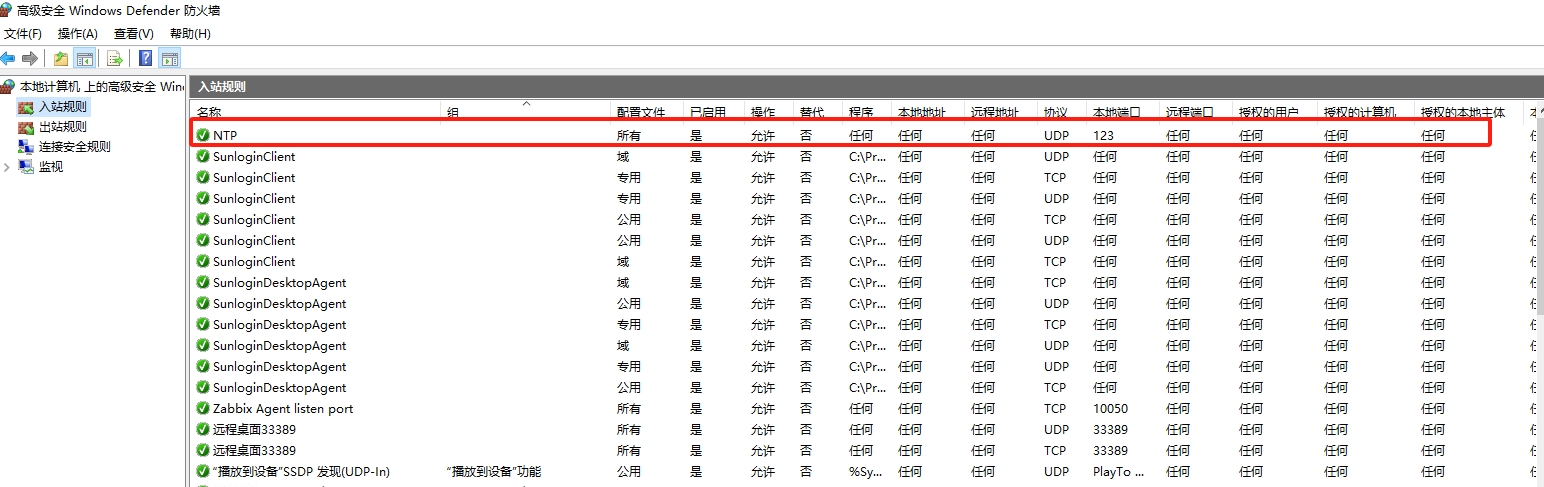 高级安全 Windows Defender 防火墙
文件(F) 操作(A) 查看(V) 帮助(H)
本地计算机 上的高级安全 Win
入站规则
出站规则
连接安全规则
监视
入站规则
名称 组 配置文件 已启用 操作 替代 程序 本地地址 远程地址 协议 本地端口 远程端口 授权的用户 授权的计算机 授权的本地主体
NTP 所有 是 允许 否 任何 任何 任何 UDP 123 任何 任何 任何 任何
SunloginClient 域 是 允许 否 C:\Pr... 任何 任何 UDP 任何 任何 任何 任何 任何
SunloginClient 专用 是 允许 否 C:\Pr... 任何 任何 TCP 任何 任何 任何 任何 任何
SunloginClient 专用 是 允许 否 C:\Pr... 任何 任何 UDP 任何 任何 任何 任何 任何
SunloginClient 公用 是 允许 否 C:\Pr... 任何 任何 TCP 任何 任何 任何 任何 任何
SunloginClient 公用 是 允许 否 C:\Pr... 任何 任何 UDP 任何 任何 任何 任何 任何
SunloginClient 域 是 允许 否 C:\Pr... 任何 任何 TCP 任何 任何 任何 任何 任何
SunloginDesktopAgent 域 是 允许 否 C:\Pr... 任何 任何 TCP 任何 任何 任何 任何 任何
SunloginDesktopAgent 公用 是 允许 否 C:\Pr... 任何 任何 UDP 任何 任何 任何 任何 任何
SunloginDesktopAgent 专用 是 允许 否 C:\Pr... 任何 任何 TCP 任何 任何 任何 任何 任何
SunloginDesktopAgent 域 是 允许 否 C:\Pr... 任何 任何 UDP 任何 任何 任何 任何 任何
SunloginDesktopAgent 专用 是 允许 否 C:\Pr... 任何 任何 UDP 任何 任何 任何 任何 任何
SunloginDesktopAgent 公用 是 允许 否 C:\Pr... 任何 任何 TCP 任何 任何 任何 任何 任何
Zabbix Agent listen port 所有 是 允许 否 任何 任何 任何 TCP 10050 任何 任何 任何 任何
远程桌面33389 所有 是 允许 否 任何 任何 任何 UDP 33389 任何 任何 任何 任何
远程桌面33389 所有 是 允许 否 任何 任何 任何 TCP 33389 任何 任何 任何 任何
“播放到设备”SSDP 发现(UDP-In) “播放到设备”功能 公用 是 允许 否 %Sy... 任何 任何 UDP PlayTo ... 任何 任何 任何 任何